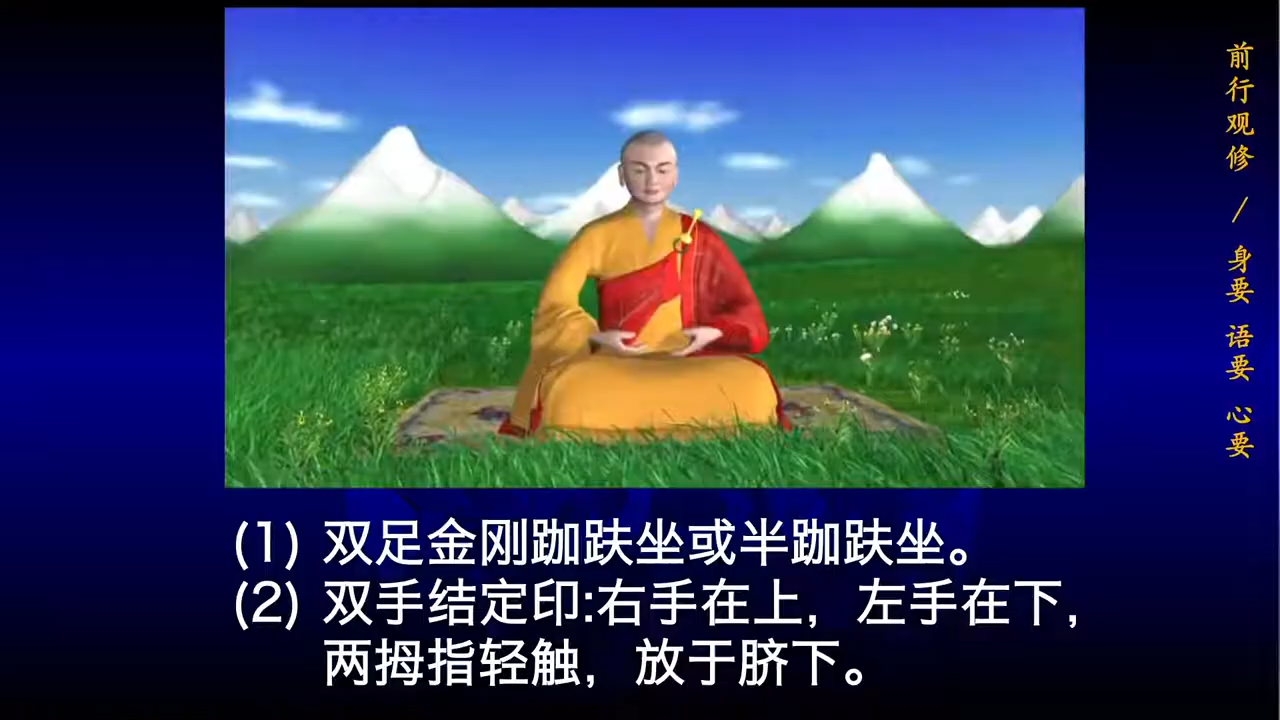 前行观修 / 身要 语要 心要
(1) 双足金刚跏趺坐或半跏趺坐。
(2) 双手结定印:右手在上，左手在下，
两拇指轻触，放于脐下。